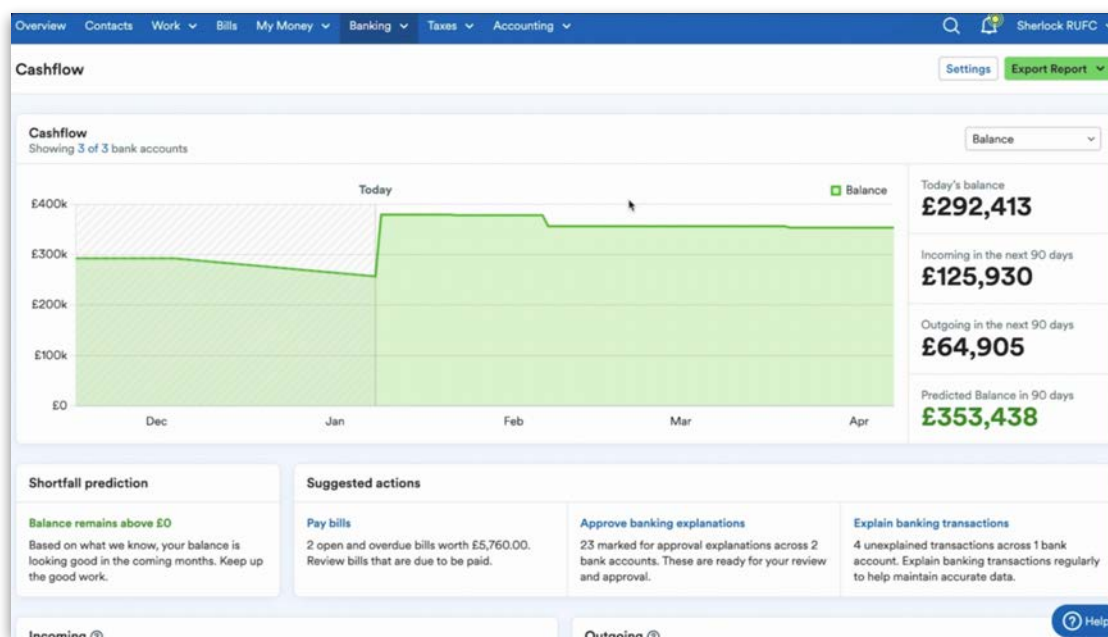 Overview Contacts Work Bills My Money Banking Taxes Accounting Sherlock RUFC
Cashflow
Settings Export Report
Cashflow
Showing 3 of 3 bank accounts
Balance
Today
Balance
£400k
£300k
£200k
£100k
£0
Dec Jan Feb Mar Apr
Today's balance
£292,413
Incoming in the next 90 days
£125,930
Outgoing in the next 90 days
£64,905
Predicted Balance in 90 days
£353,438
Shortfall prediction
Balance remains above £0
Based on what we know, your balance is
looking good in the coming months. Keep up
the good work.
Suggested actions
Pay bills
2 open and overdue bills worth £5,760.00.
Review bills that are due to be paid.
Approve banking explanations
23 marked for approval explanations across 2
bank accounts. These are ready for your review
and approval.
Explain banking transactions
4 unexplained transactions across 1 bank
account. Explain banking transactions regularly
to help maintain accurate data.
Incoming
Outgoing
Help